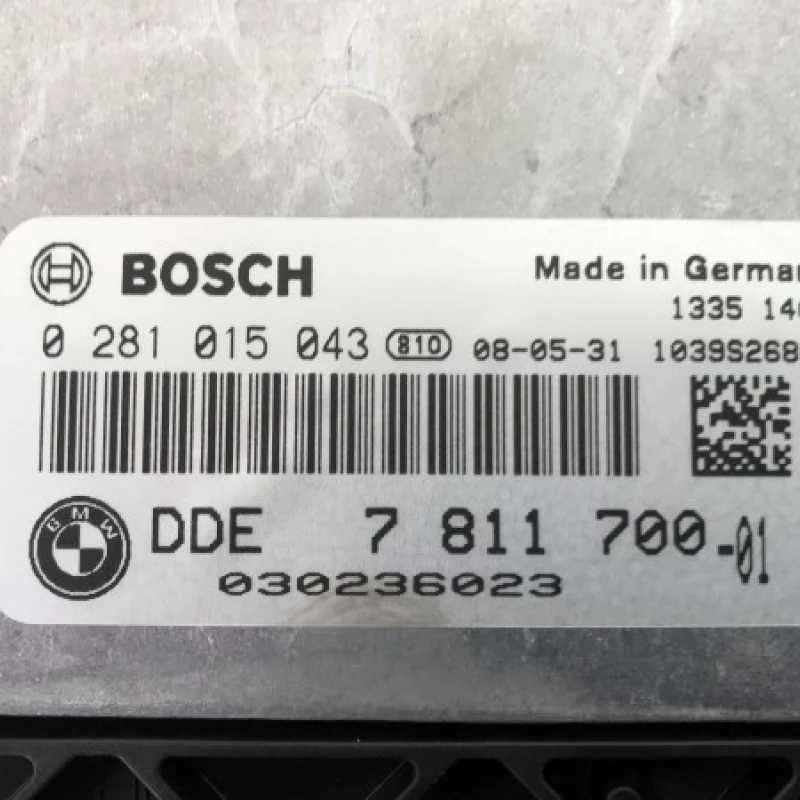 BOSCH
Made in German
1335 14
0 281 015 043 810 08-05-31 1039S268
BMW
DDE 7 811 700-01
030236023